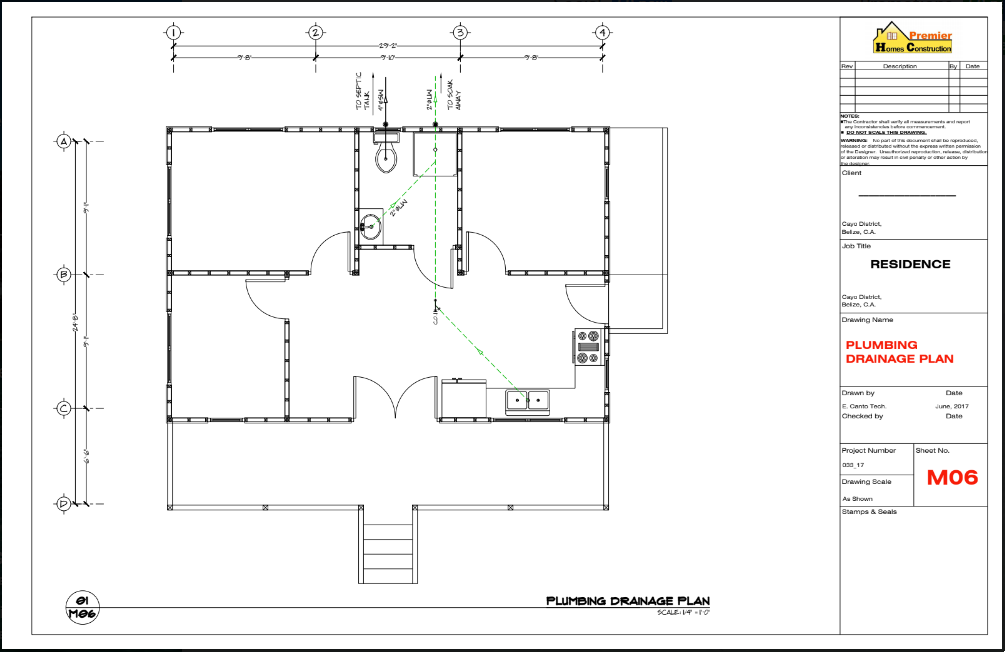 1
2
3
4
29'-2"
9'-8"
9'-10"
9'-8"
TO SEPTIC
TANK
4"ØSW
2"ØLW
TO SOAK
AWAY
A
B
C
D
9'-1"
9'-1"
24'-8"
6'-6"
2"ØLW
CO
01
M06
PLUMBING DRAINAGE PLAN
SCALE: 1/4" = 1'-0"
Premier
Homes Construction
Rev Description By Date
NOTES:
The Contractor shall verify all measurements and report
any inconsistencies before commencement.
DO NOT SCALE THIS DRAWING.
WARNING: No part of this document shall be reproduced,
released or distributed without the express written permission
of the Designer. Unauthorized reproduction, release, distribution
or alteration may result in civil penalty or other action by
the designer.
Client
Cayo District,
Belize, C.A.
Job Title
RESIDENCE
Cayo District,
Belize, C.A.
Drawing Name
PLUMBING
DRAINAGE PLAN
Drawn by Date
E. Canto Tech. June, 2017
Checked by Date
Project Number Sheet No.
M06
Drawing Scale
As Shown
Stamps & Seals